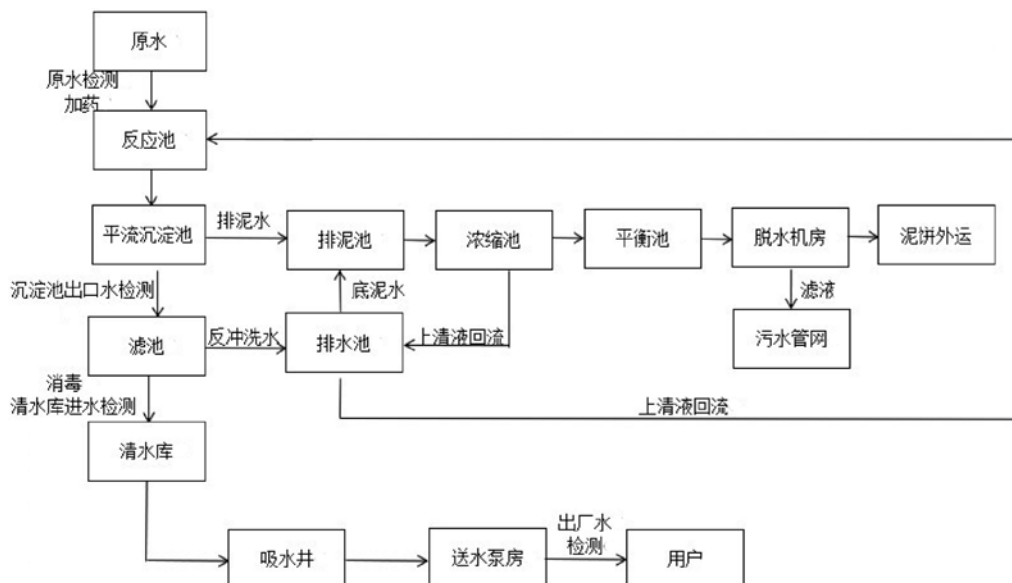 原水
原水检测
加药
反应池
平流沉淀池
排泥水
排泥池
浓缩池
平衡池
脱水机房
泥饼外运
沉淀池出口水检测
底泥水
滤液
滤池
反冲洗水
排水池
上清液回流
污水管网
消毒
清水库进水检测
上清液回流
清水库
吸水井
送水泵房
出厂水
检测
用户